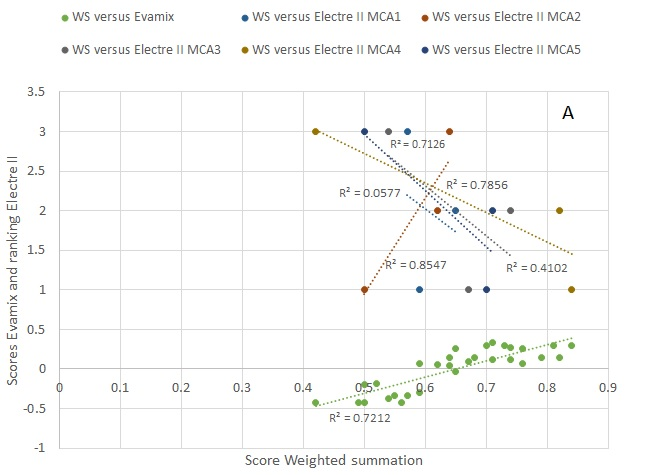 WS versus Evamix
WS versus Electre II MCA1
WS versus Electre II MCA2
WS versus Electre II MCA3
WS versus Electre II MCA4
WS versus Electre II MCA5
A
3.5
3
2.5
2
1.5
1
0.5
0
-0.5
-1
Scores Evamix and ranking Electre II
R² = 0.7126
R² = 0.7856
R² = 0.0577
R² = 0.8547
R² = 0.4102
R² = 0.7212
0
0.1
0.2
0.3
0.4
0.5
0.6
0.7
0.8
0.9
Score Weighted summation